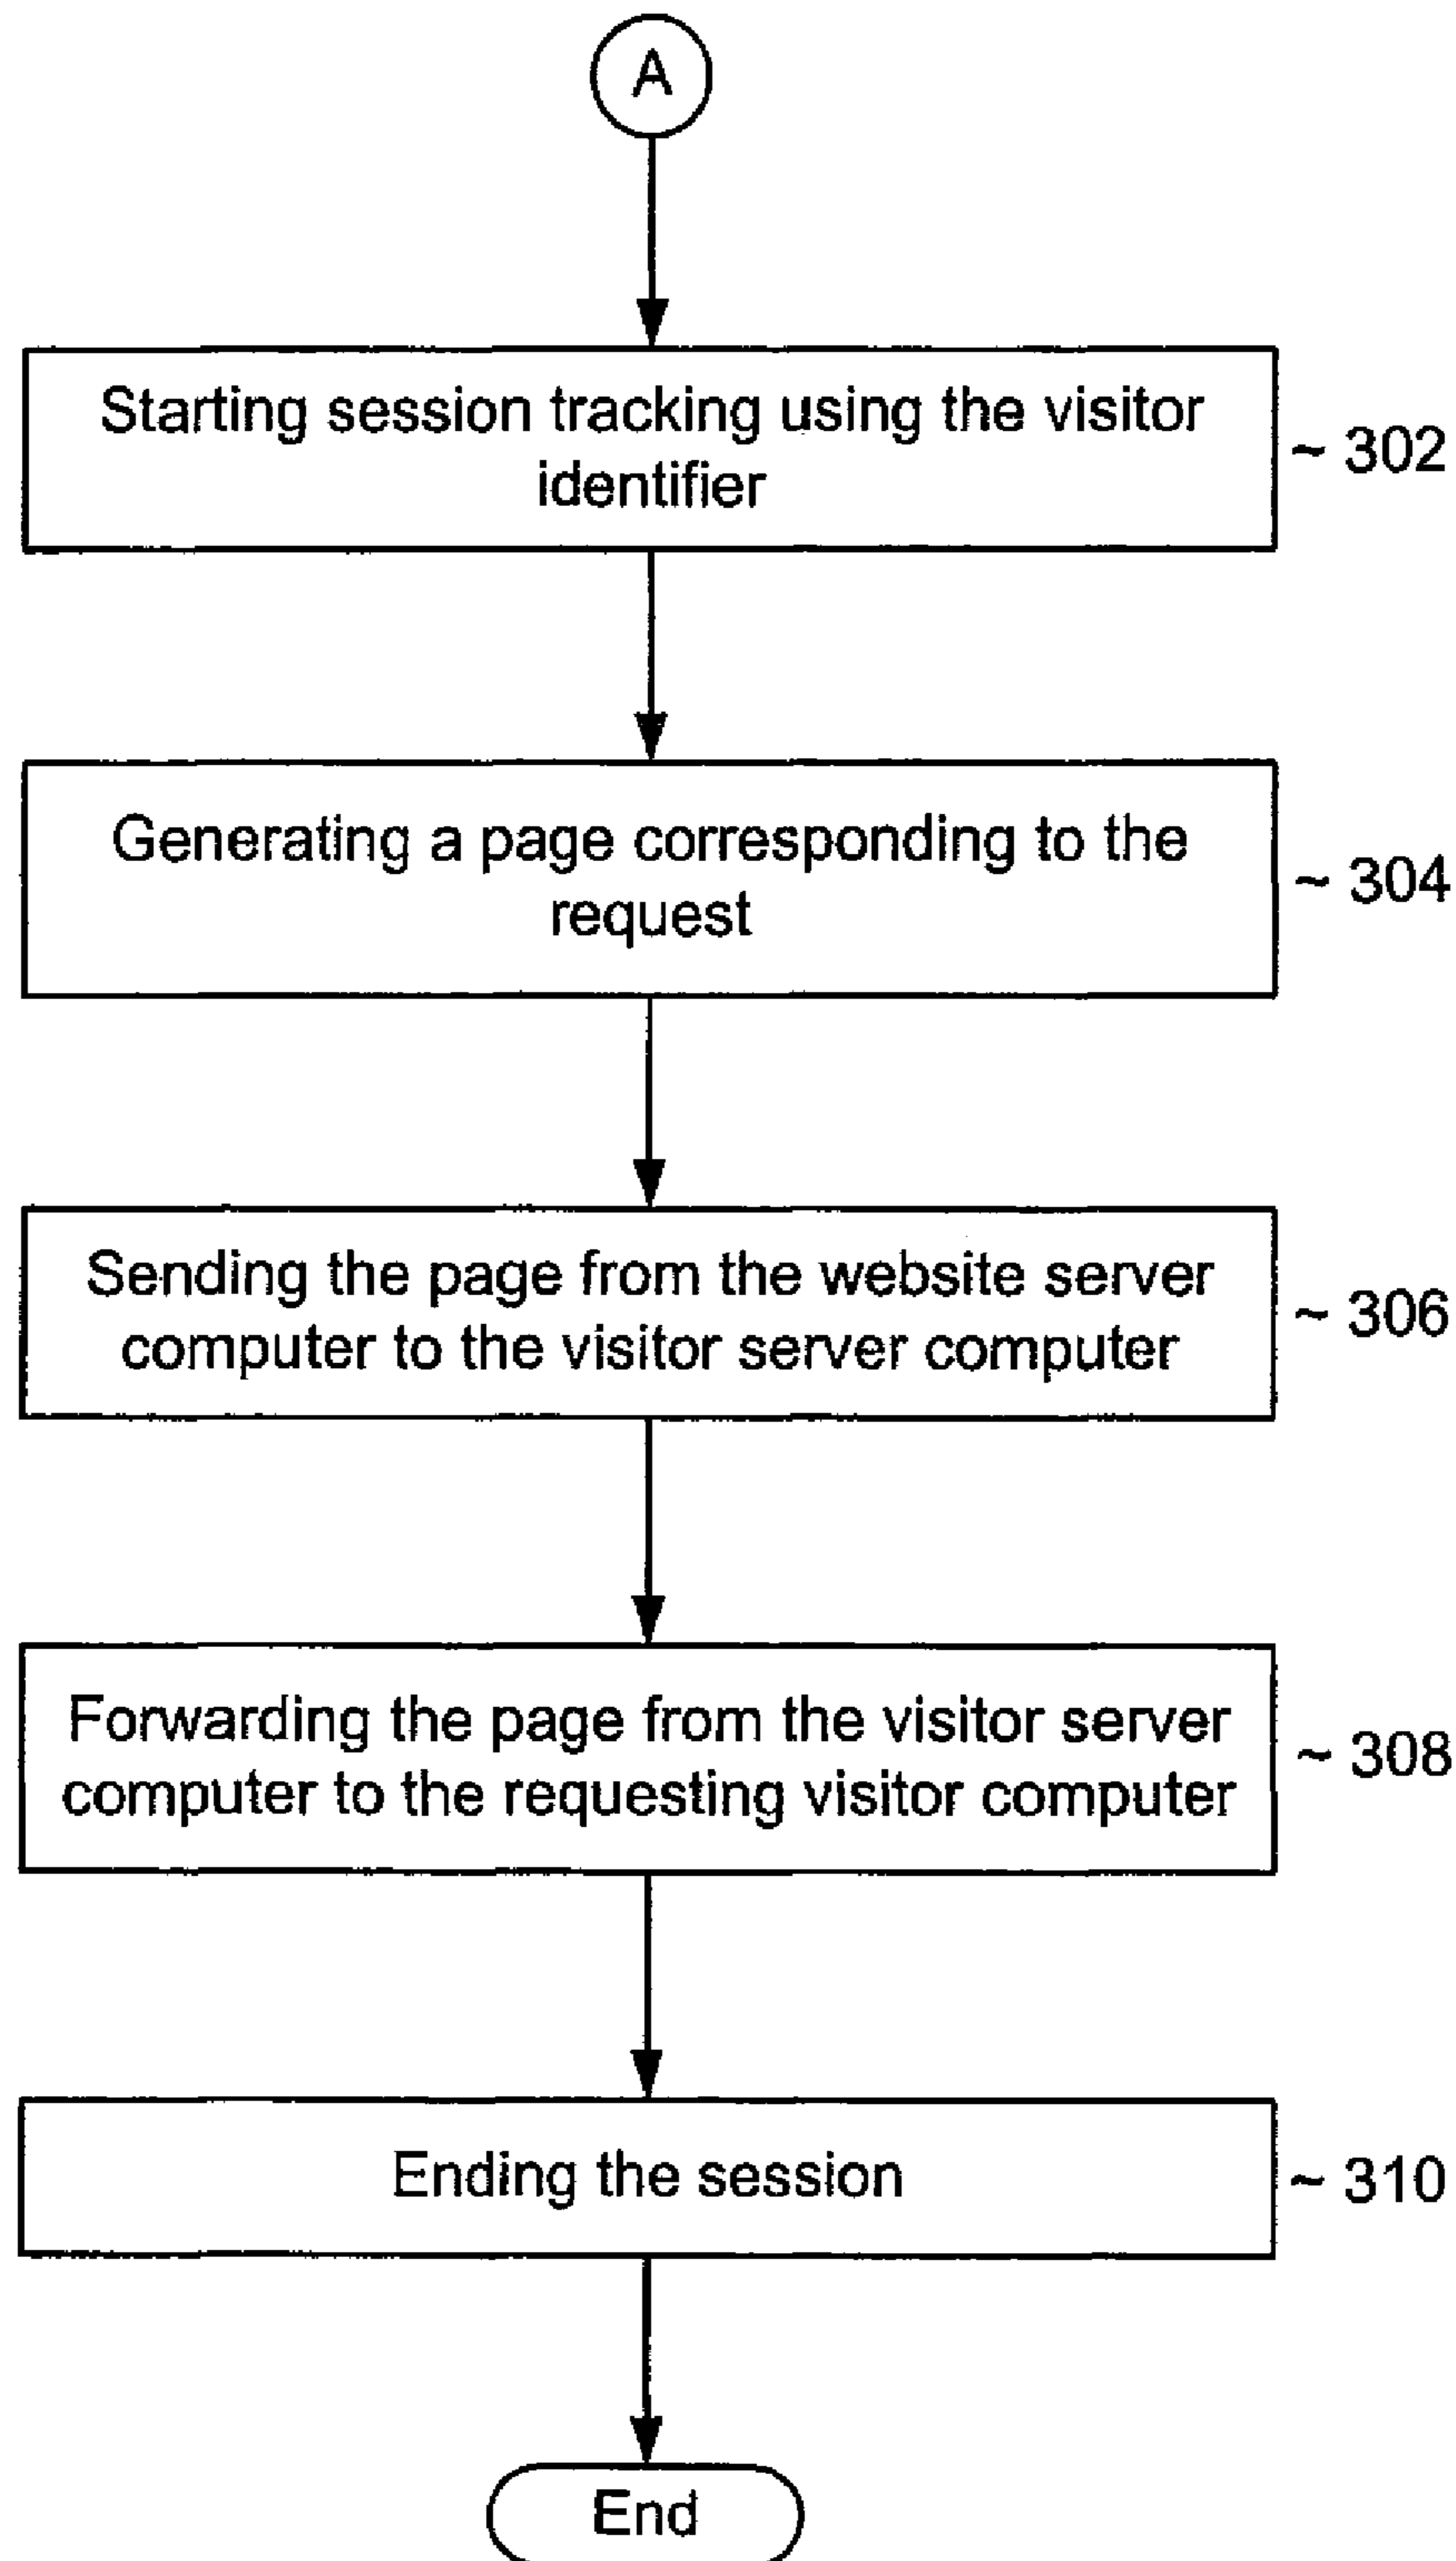 A
Starting session tracking using the visitor
identifier
~ 302
Generating a page corresponding to the
request
~ 304
Sending the page from the website server
computer to the visitor server computer
~ 306
Forwarding the page from the visitor server
computer to the requesting visitor computer
~ 308
Ending the session
~ 310
End